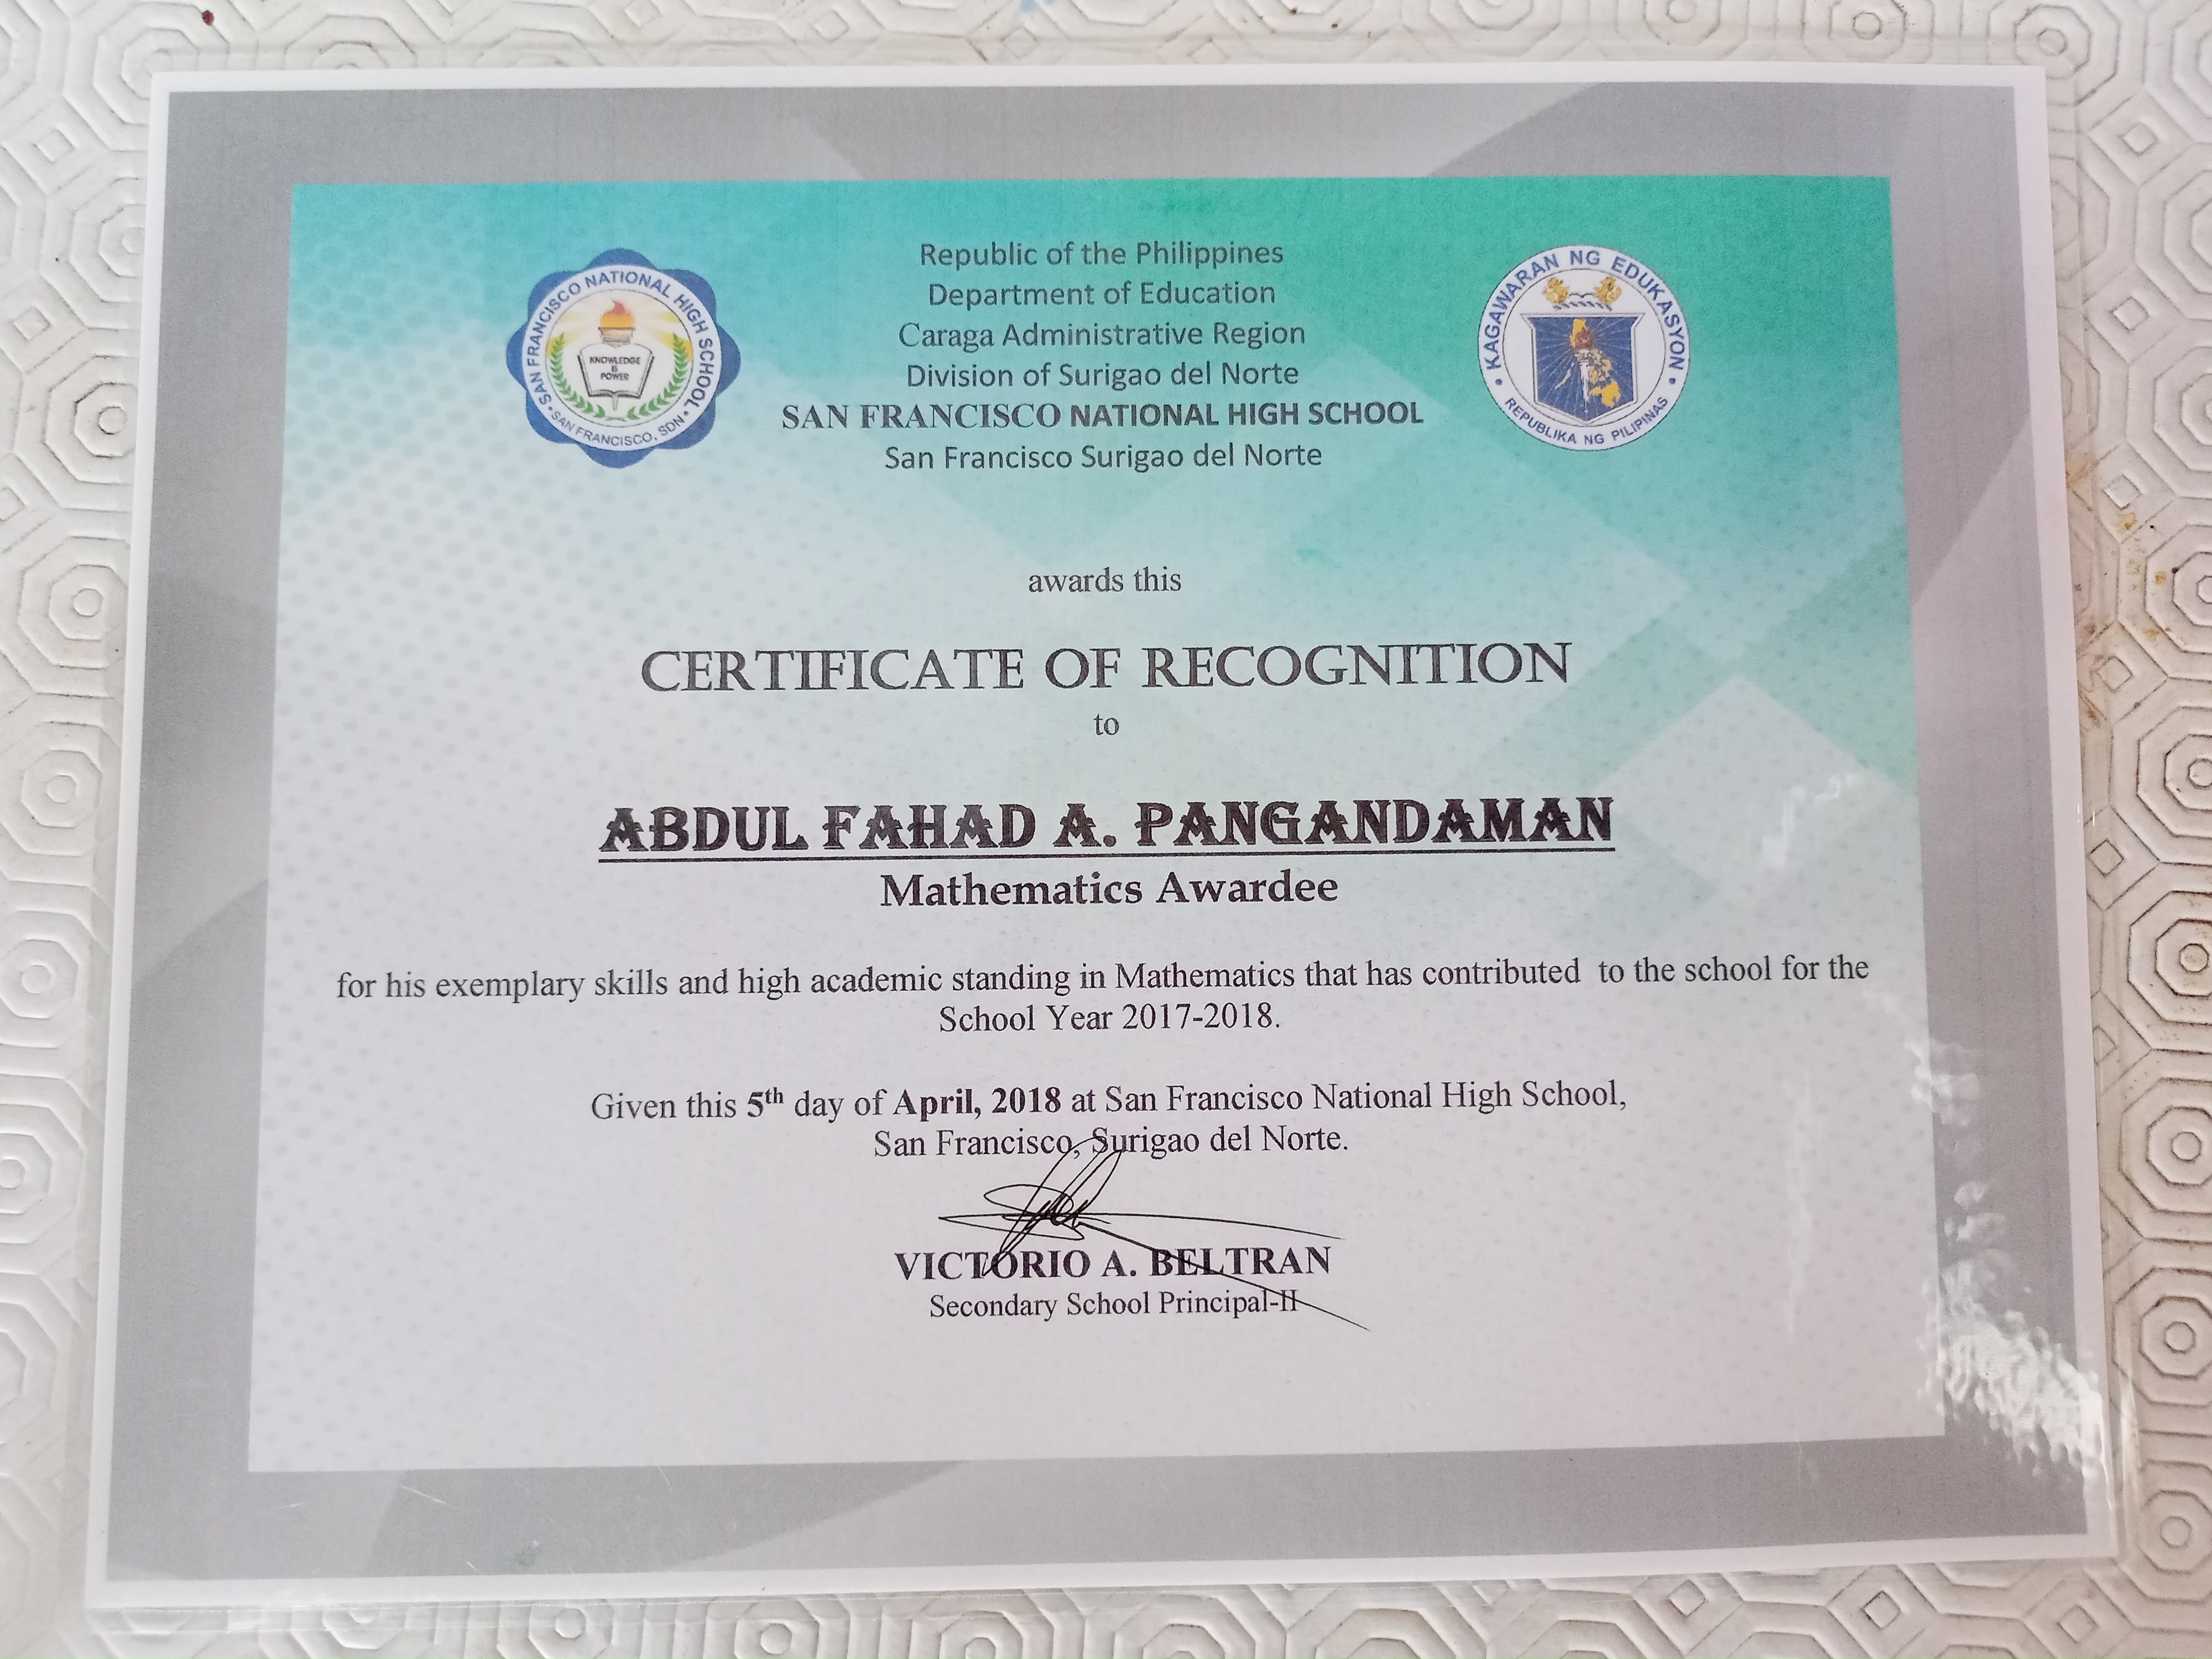 Republic of the Philippines
Department of Education
Caraga Administrative Region
Division of Surigao del Norte
SAN FRANCISCO NATIONAL HIGH SCHOOL
San Francisco Surigao del Norte
SAN FRANCISCO NATIONAL HIGH SCHOOL
SAN FRANCISCO, SDN
KNOWLEDGE
IS
POWER
KAGAWARAN NG EDUKASYON
REPUBLIKA NG PILIPINAS
awards this
CERTIFICATE OF RECOGNITION
to
ABDUL FAHAD A. PANGANDAMAN
Mathematics Awardee
for his exemplary skills and high academic standing in Mathematics that has contributed to the school for the
School Year 2017-2018.
Given this 5th day of April, 2018 at San Francisco National High School,
San Francisco, Surigao del Norte.
VICTORIO A. BELTRAN
Secondary School Principal-II